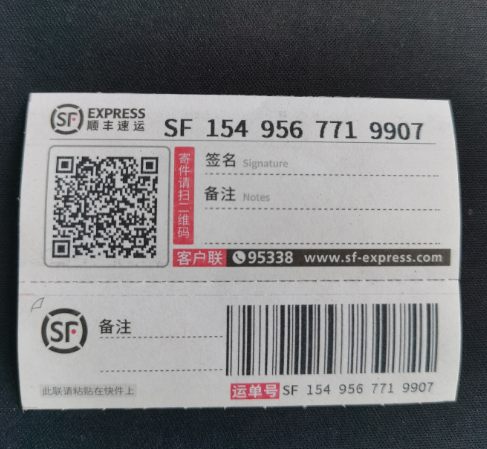 SF EXPRESS
顺丰速运
SF 154 956 771 9907
寄件请扫二维码
签名 Signature
备注 Notes
客户联 95338 www.sf-express.com
SF 备注
此联请粘贴在快件上
运单号 SF 154 956 771 9907